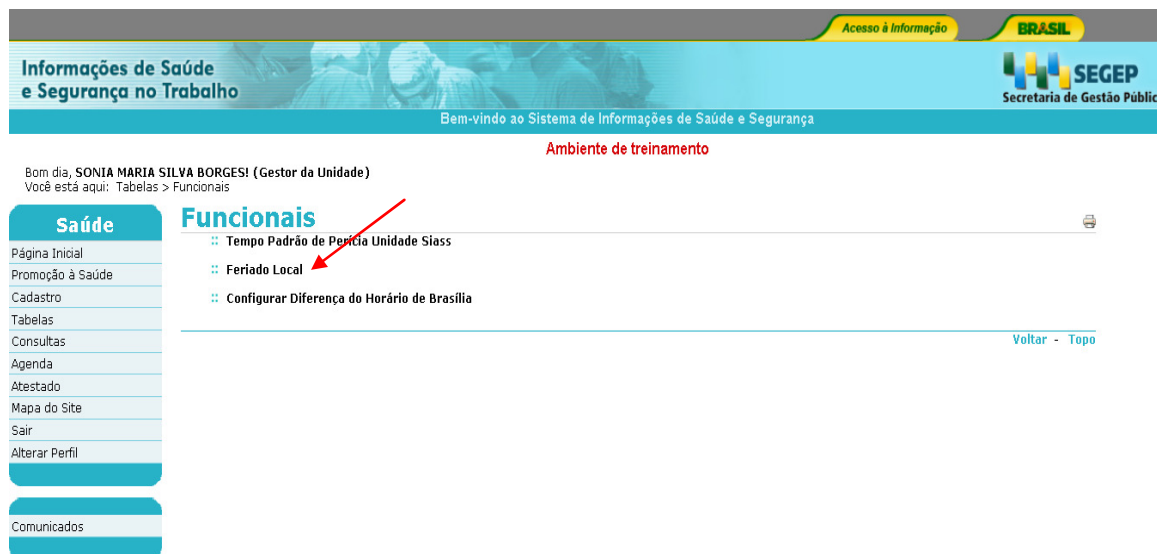 Acesso à Informação
BRASIL
Informações de Saúde
e Segurança no Trabalho
SEGEP
Secretaria de Gestão Públic
Bem-vindo ao Sistema de Informações de Saúde e Segurança
Ambiente de treinamento
Bom dia, SONIA MARIA SILVA BORGES! (Gestor da Unidade)
Você está aqui: Tabelas > Funcionais
Saúde
Página Inicial
Promoção à Saúde
Cadastro
Tabelas
Consultas
Agenda
Atestado
Mapa do Site
Sair
Alterar Perfil
Comunicados
Funcionais
:: Tempo Padrão de Perícia Unidade Siass
:: Feriado Local
:: Configurar Diferença do Horário de Brasília
Voltar - Topo